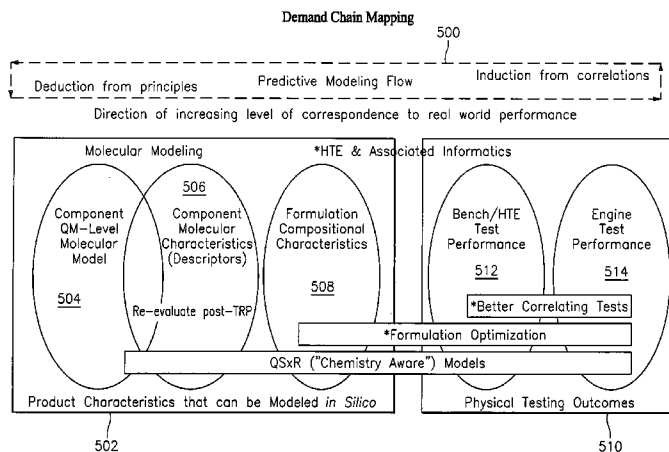 Demand Chain Mapping
500
Deduction from principles
Predictive Modeling Flow
Induction from correlations
Direction of increasing level of correspondence to real world performance
Molecular Modeling
*HTE & Associated Informatics
Component
QM-Level
Molecular
Model
504
506
Component
Molecular
Characteristics
(Descriptors)
Re-evaluate post-TRP
Formulation
Compositional
Characteristics
508
Bench/HTE
Test
Performance
512
Engine
Test
Performance
514
*Better Correlating Tests
*Formulation Optimization
QSxR ("Chemistry Aware") Models
Product Characteristics that can be Modeled in Silico
Physical Testing Outcomes
502
510